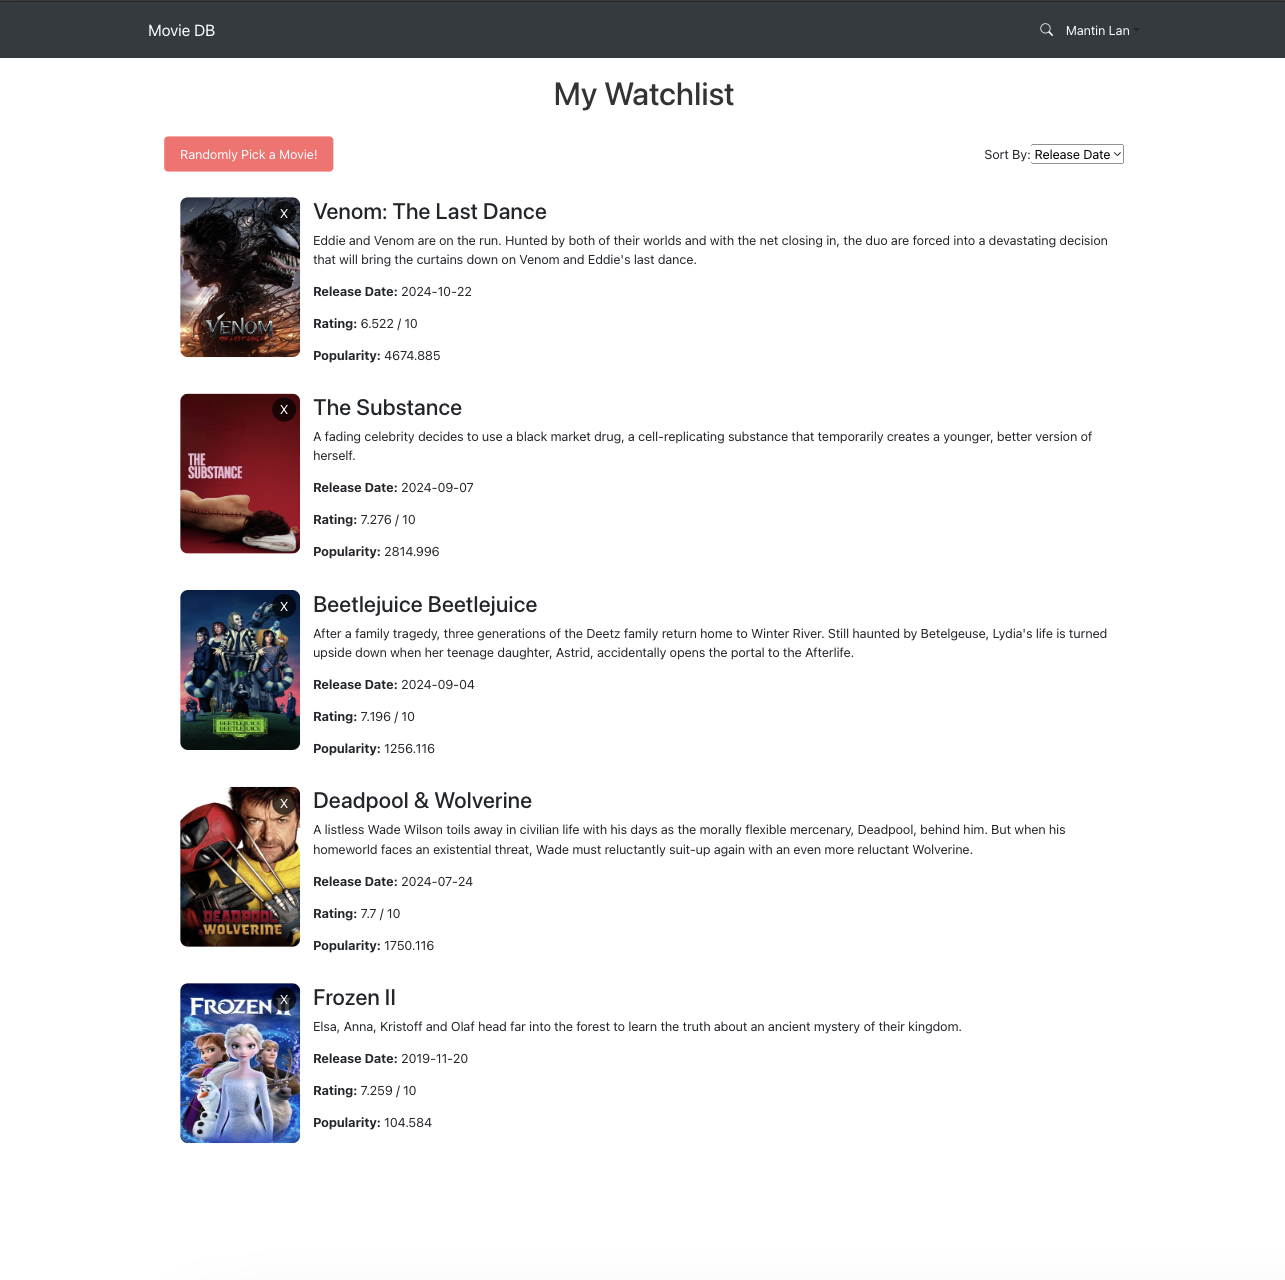 Movie DB
Mantin Lan
My Watchlist
Randomly Pick a Movie!
Sort By: Release Date
X
VENOM
THE LAST DANCE
Venom: The Last Dance
Eddie and Venom are on the run. Hunted by both of their worlds and with the net closing in, the duo are forced into a devastating decision
that will bring the curtains down on Venom and Eddie's last dance.
Release Date: 2024-10-22
Rating: 6.522 / 10
Popularity: 4674.885
X
THE
SUBSTANCE
The Substance
A fading celebrity decides to use a black market drug, a cell-replicating substance that temporarily creates a younger, better version of
herself.
Release Date: 2024-09-07
Rating: 7.276 / 10
Popularity: 2814.996
X
BEETLEJUICE
BEETLEJUICE
Beetlejuice Beetlejuice
After a family tragedy, three generations of the Deetz family return home to Winter River. Still haunted by Betelgeuse, Lydia's life is turned
upside down when her teenage daughter, Astrid, accidentally opens the portal to the Afterlife.
Release Date: 2024-09-04
Rating: 7.196 / 10
Popularity: 1256.116
X
DEADPOOL
& WOLVERINE
Deadpool & Wolverine
A listless Wade Wilson toils away in civilian life with his days as the morally flexible mercenary, Deadpool, behind him. But when his
homeworld faces an existential threat, Wade must reluctantly suit-up again with an even more reluctant Wolverine.
Release Date: 2024-07-24
Rating: 7.7 / 10
Popularity: 1750.116
X
FROZEN II
Frozen II
Elsa, Anna, Kristoff and Olaf head far into the forest to learn the truth about an ancient mystery of their kingdom.
Release Date: 2019-11-20
Rating: 7.259 / 10
Popularity: 104.584